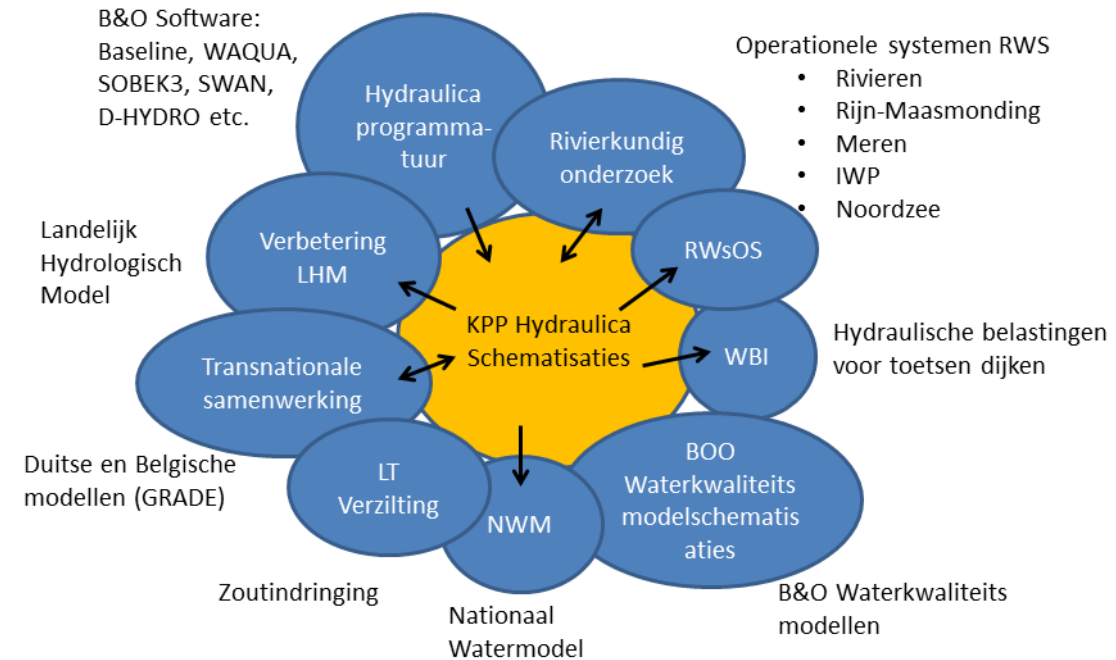 B&O Software:
Baseline, WAQUA,
SOBEK3, SWAN,
D-HYDRO etc.
Hydraulica
programma-
tuur
Rivierkundig
onderzoek
Operationele systemen RWS
• Rivieren
• Rijn-Maasmonding
• Meren
• IWP
• Noordzee
Landelijk
Hydrologisch
Model
Verbetering
LHM
RWsOS
KPP Hydraulica
Schematisaties
WBI
Hydraulische belastingen
voor toetsen dijken
Transnationale
samenwerking
Duitse en Belgische
modellen (GRADE)
LT
Verzilting
NWM
BOO
Waterkwaliteits
modelschematis
aties
Zoutindringing
Nationaal
Watermodel
B&O Waterkwaliteits
modellen